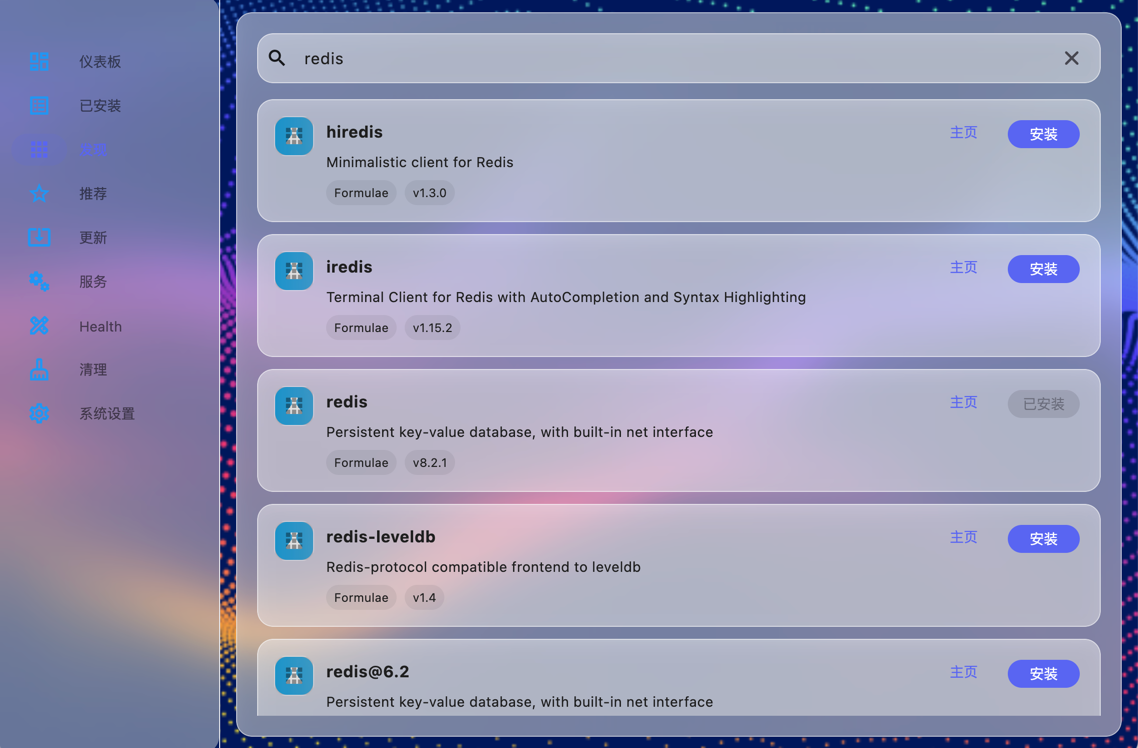 仪表板
已安装
发现
推荐
更新
服务
Health
清理
系统设置
redis
hiredis
主页
安装
Minimalistic client for Redis
Formulae
v1.3.0
iredis
主页
安装
Terminal Client for Redis with AutoCompletion and Syntax Highlighting
Formulae
v1.15.2
redis
主页
已安装
Persistent key-value database, with built-in net interface
Formulae
v8.2.1
redis-leveldb
主页
安装
Redis-protocol compatible frontend to leveldb
Formulae
v1.4
redis@6.2
主页
安装
Persistent key-value database, with built-in net interface